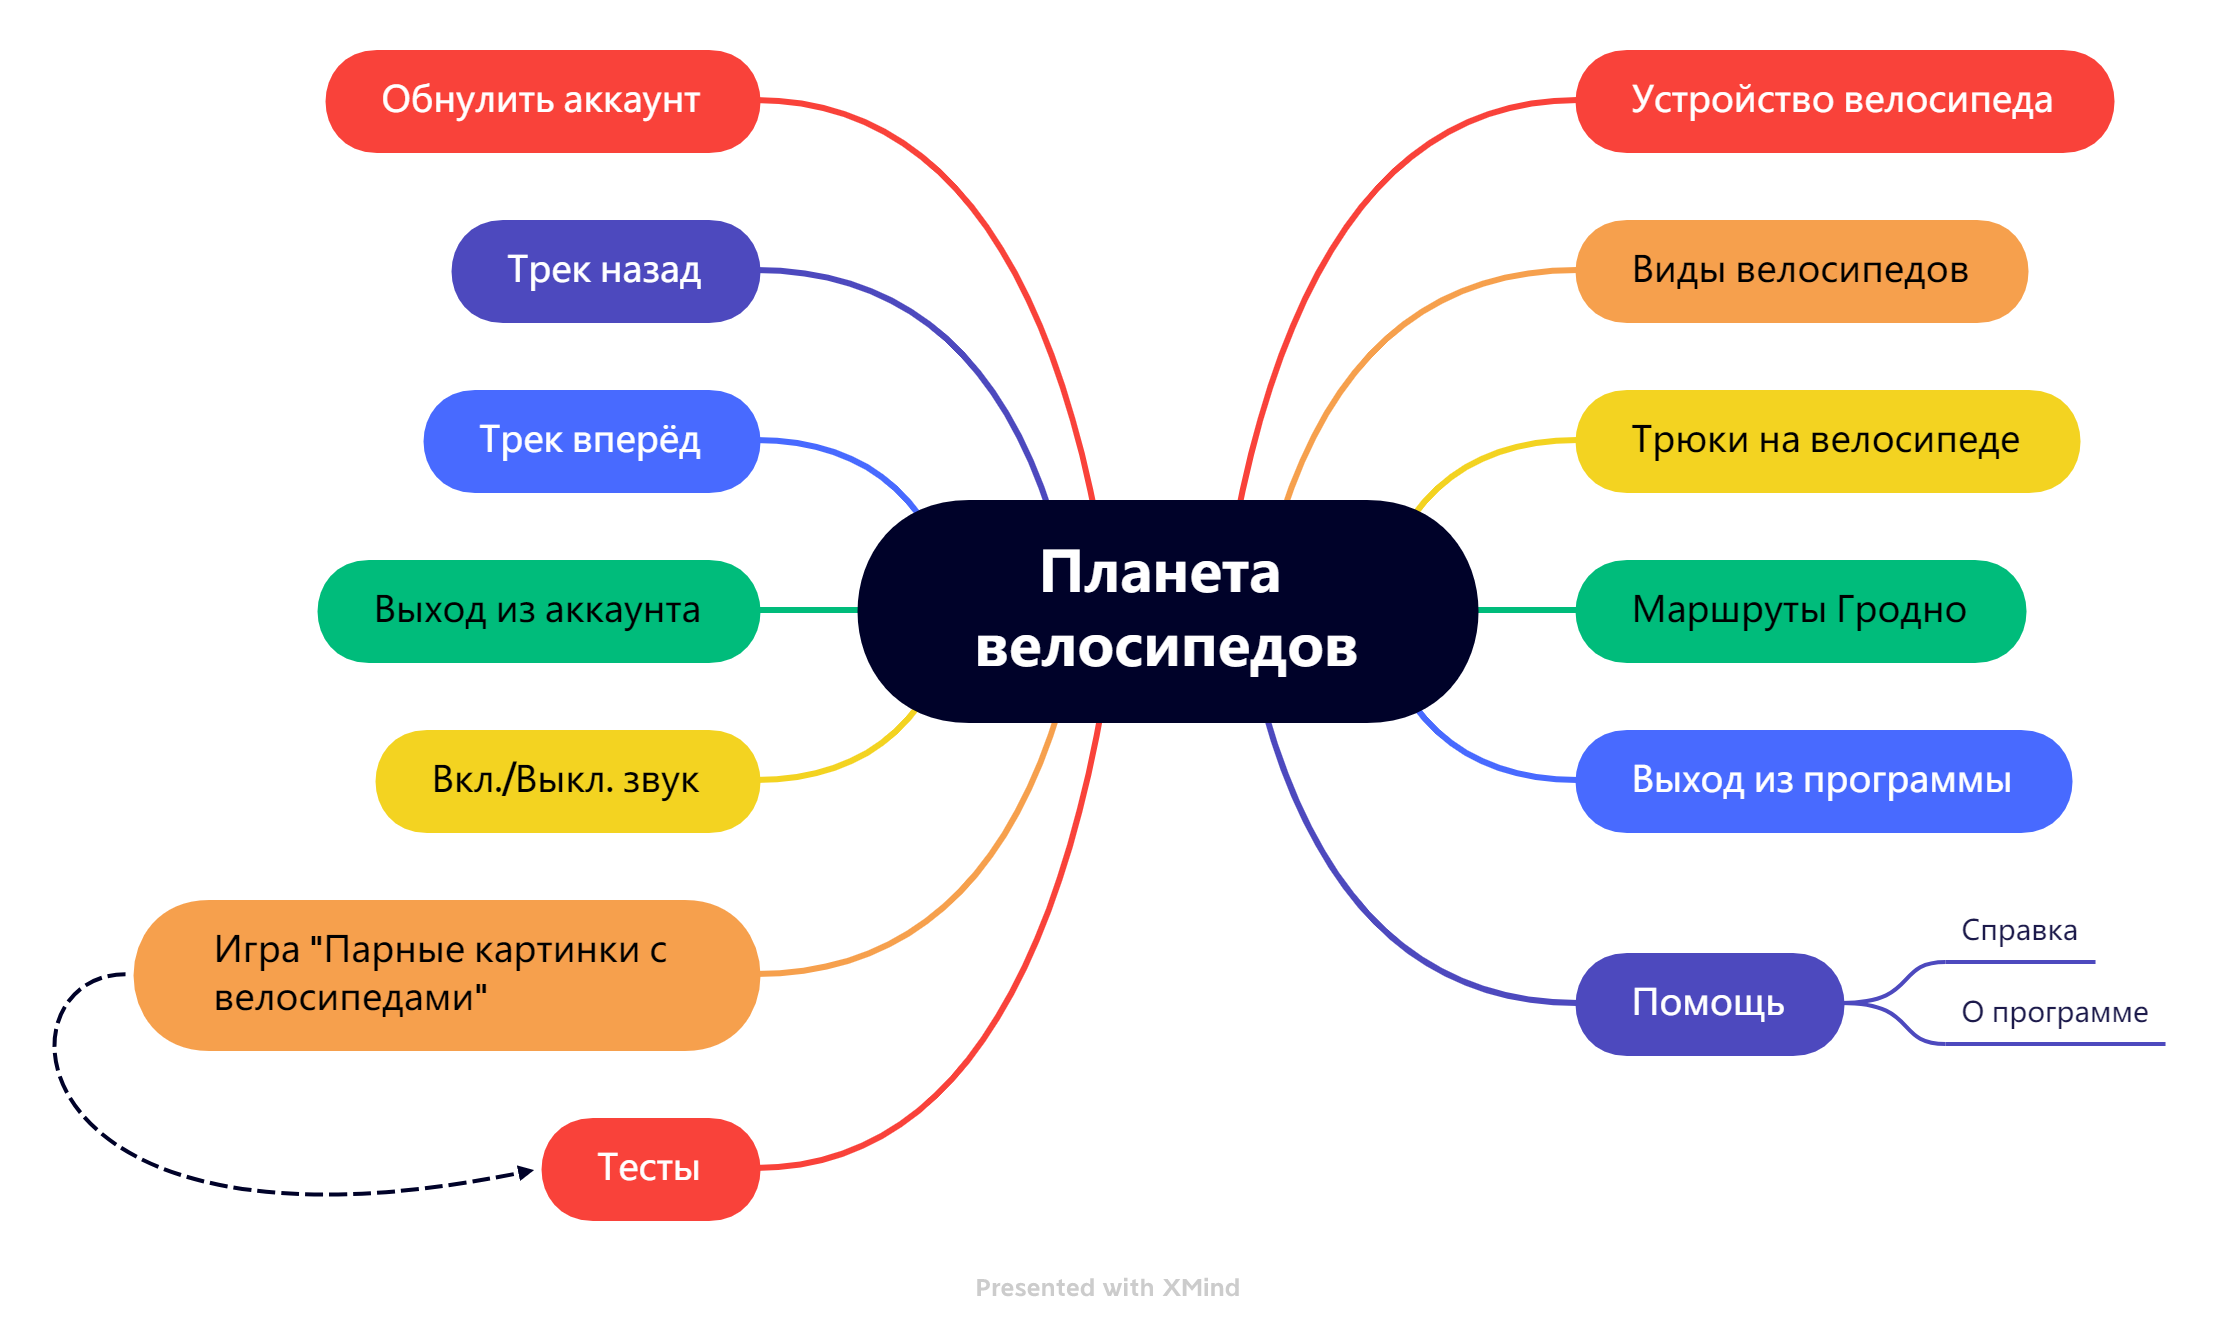 Обнулить аккаунт
Трек назад
Трек вперёд
Выход из аккаунта
Вкл./Выкл. звук
Игра "Парные картинки с
велосипедами"
Тесты
Планета
велосипедов
Устройство велосипеда
Виды велосипедов
Трюки на велосипеде
Маршруты Гродно
Выход из программы
Помощь
Справка
О программе
Presented with XMind